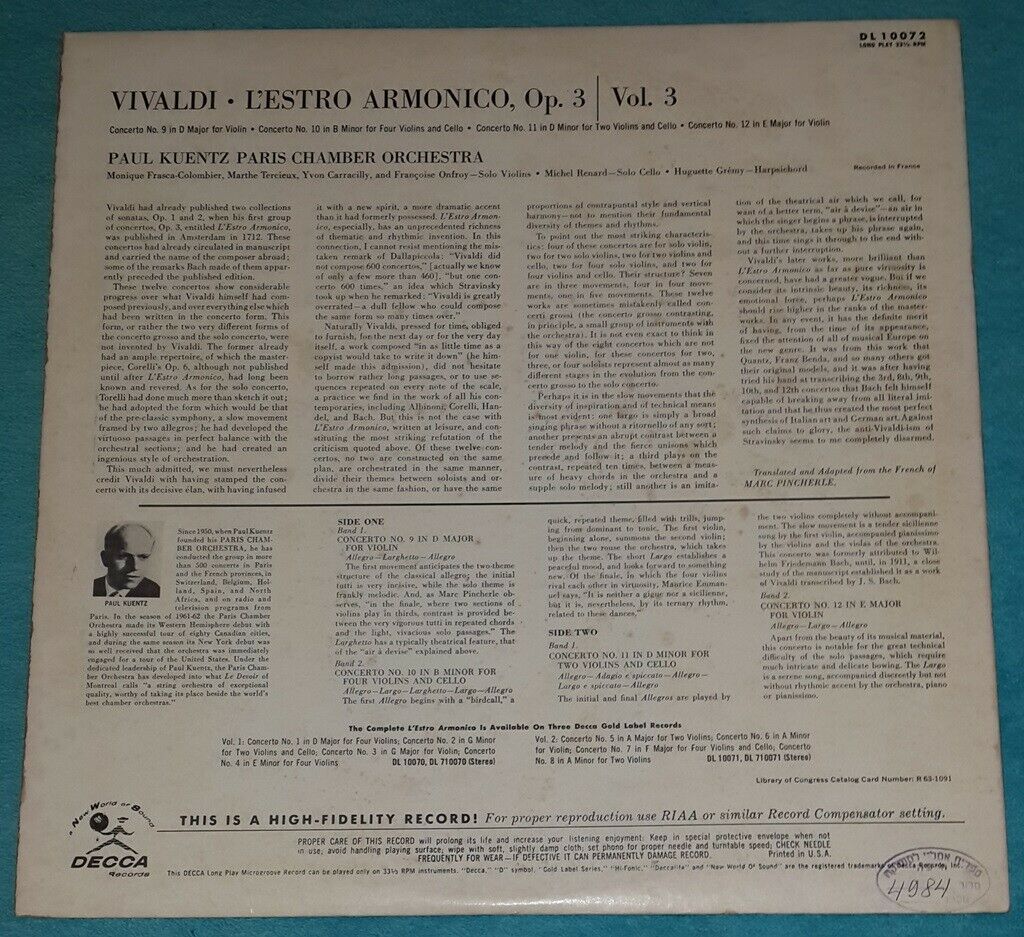 DL 10072
LONG PLAY 33⅓ RPM
VIVALDI • L'ESTRO ARMONICO, Op. 3 | Vol. 3
Concerto No. 9 in D Major for Violin • Concerto No. 10 in B Minor for Four Violins and Cello • Concerto No. 11 in D Minor for Two Violins and Cello • Concerto No. 12 in E Major for Violin
PAUL KUENTZ PARIS CHAMBER ORCHESTRA
Recorded in France
Monique Frasca-Colombier, Marthe Tercieux, Yvon Carracilly, and Françoise Onfroy—Solo Violins • Michel Renard—Solo Cello • Huguette Grémy—Harpsichord
Vivaldi had already published two collections
of sonatas, Op. 1 and 2, when his first group
of concertos, Op. 3, entitled L'Estro Armonico,
was published in Amsterdam in 1712. These
concertos had already circulated in manuscript
and carried the name of the composer abroad;
some of the remarks Bach made of them appar-
ently preceded the published edition.
These twelve concertos show considerable
progress over what Vivaldi himself had com-
posed previously, and over everything else which
had been written in the concerto form. This
form, or rather the two very different forms of
the concerto grosso and the solo concerto, were
not invented by Vivaldi. The former already
had an ample repertoire, of which the master-
piece, Corelli's Op. 6, although not published
until after L'Estro Armonico, had long been
known and revered. As for the solo concerto,
Torelli had done much more than sketch it out;
he had adopted the form which would be that
of the pre-classic symphony, a slow movement
framed by two allegros; he had developed the
virtuoso passages in perfect balance with the
orchestral sections; and he had created an
ingenious style of orchestration.
This much admitted, we must nevertheless
credit Vivaldi with having stamped the con-
certo with its decisive élan, with having infused
it with a new spirit, a more dramatic accent
than it had formerly possessed. L'Estro Armon-
ico, especially, has an unprecedented richness
of thematic and rhythmic invention. In this
connection, I cannot resist mentioning the mis-
taken remark of Dallapiccola: "Vivaldi did
not compose 600 concertos," [actually we know
of only a few more than 460], "but one con-
certo 600 times," an idea which Stravinsky
took up when he remarked: "Vivaldi is greatly
overrated—a dull fellow who could compose
the same form so many times over."
Naturally Vivaldi, pressed for time, obliged
to furnish, for the next day or for the very day
itself, a work composed "in as little time as a
copyist would take to write it down" (he him-
self made this admission), did not hesitate
to borrow rather long passages, or to use se-
quences repeated on every note of the scale,
a practice we find in the work of all his con-
temporaries, including Albinoni, Corelli, Han-
del, and Bach. But this is not the case with
L'Estro Armonico, written at leisure, and con-
stituting the most striking refutation of the
criticism quoted above. Of these twelve con-
certos, no two are constructed on the same
plan, are orchestrated in the same manner,
divide their themes between soloists and or-
chestra in the same fashion, or have the same
proportions of contrapuntal style and vertical
harmony—not to mention their fundamental
diversity of themes and rhythms.
To point out the most striking characteris-
tics: four of these concertos are for solo violin,
two for two solo violins, two for two violins and
cello, two for four solo violins, and two for
four violins and cello. Their structure? Seven
are in three movements, four in four move-
ments, one in five movements. These twelve
works are sometimes mistakenly called con-
certi grossi (the concerto grosso contrasting,
in principle, a small group of instruments with
the orchestra). It is not even exact to think in
this way of the eight concertos which are not
for one violin, for these concertos for two,
three, or four soloists represent almost as many
different stages in the evolution from the con-
certo grosso to the solo concerto.
Perhaps it is in the slow movements that the
diversity of inspiration and of technical means
is most evident: one largo is simply a broad
singing phrase without a ritornello of any sort;
another presents an abrupt contrast between a
tender melody and the fierce unisons which
precede and follow it; a third plays on the
contrast, repeated ten times, between a meas-
ure of heavy chords in the orchestra and a
supple solo melody; still another is an imita-
tion of the theatrical air which we call, for
want of a better term, "air à devise"—an air in
which the singer begins a phrase, is interrupted
by the orchestra, takes up his phrase again,
and this time sings it through to the end with-
out a further interruption.
Vivaldi's later works, more brilliant than
L'Estro Armonico as far as pure virtuosity is
concerned, have had a greater vogue. But if we
consider its intrinsic beauty, its richness, its
emotional force, perhaps L'Estro Armonico
should rise higher in the ranks of the master-
works. In any event, it has the definite merit
of having, from the time of its appearance,
fixed the attention of all of musical Europe on
the new genre. It was from this work that
Quantz, Franz Benda, and so many others got
their original models, and it was after having
tried his hand at transcribing the 3rd, 8th, 9th,
10th, and 12th concertos that Bach felt himself
capable of breaking away from all literal imi-
tation and that he thus created the most perfect
synthesis of Italian art and German art. Against
such claims to glory, the anti-Vivaldi-ism of
Stravinsky seems to me completely disarmed.
Translated and Adapted from the French of
MARC PINCHERLE.
PAUL KUENTZ
Since 1950, when Paul Kuentz
founded his PARIS CHAM-
BER ORCHESTRA, he has
conducted the group in more
than 500 concerts in Paris
and the French provinces, in
Switzerland, Belgium, Hol-
land, Spain, and North
Africa, and on radio and
television programs from
Paris. In the season of 1961-62 the Paris Chamber
Orchestra made its Western Hemisphere debut with
a highly successful tour of eighty Canadian cities,
and during the same season its New York debut was
so well received that the orchestra was immediately
engaged for a tour of the United States. Under the
dedicated leadership of Paul Kuentz, the Paris Cham-
ber Orchestra has developed into what Le Devoir of
Montreal calls "a string orchestra of exceptional
quality, worthy of taking its place beside the world's
best chamber orchestras."
SIDE ONE
Band 1.
CONCERTO NO. 9 IN D MAJOR
FOR VIOLIN
Allegro—Larghetto—Allegro
The first movement anticipates the two-theme
structure of the classical allegro; the initial
tutti is very incisive, while the solo theme is
frankly melodic. And, as Marc Pincherle ob-
serves, "in the finale, where two sections of
violins play in thirds, contrast is provided be-
tween the very vigorous tutti in repeated chords
and the light, vivacious solo passages." The
Larghetto has a typically theatrical feature, that
of the "air à devise" explained above.
Band 2.
CONCERTO NO. 10 IN B MINOR FOR
FOUR VIOLINS AND CELLO
Allegro—Largo—Larghetto—Largo—Allegro
The first Allegro begins with a "birdcall," a
quick, repeated theme, filled with trills, jump-
ing from dominant to tonic. The first violin,
beginning alone, summons the second violin;
then the two rouse the orchestra, which takes
up the theme. The short Largo establishes a
peaceful mood, and looks forward to something
new. Of the finale, in which the four violins
rival each other in virtuosity, Maurice Emman-
uel says, "It is neither a gigue nor a sicilienne,
but it is, nevertheless, by its ternary rhythm,
related to these dances."
SIDE TWO
Band 1.
CONCERTO NO. 11 IN D MINOR FOR
TWO VIOLINS AND CELLO
Allegro—Adagio e spiccato—Allegro—
Largo e spiccato—Allegro
The initial and final Allegros are played by
the two violins completely without accompani-
ment. The slow movement is a tender sicilienne
song by the first violin, accompanied pianissimo
by the violins and the violas of the orchestra.
This concerto was formerly attributed to Wil-
helm Friedemann Bach, until, in 1911, a close
study of the manuscript established it as a work
of Vivaldi transcribed by J. S. Bach.
Band 2.
CONCERTO NO. 12 IN E MAJOR
FOR VIOLIN
Allegro—Largo—Allegro
Apart from the beauty of its musical material,
this concerto is notable for the great technical
difficulty of the solo passages, which require
much intricate and delicate bowing. The Largo
is a serene song, accompanied discreetly but not
without rhythmic accent by the orchestra, piano
or pianissimo.
The Complete L'Estro Armonico Is Available On Three Decca Gold Label Records
Vol. 1: Concerto No. 1 in D Major for Four Violins; Concerto No. 2 in G Minor
for Two Violins and Cello; Concerto No. 3 in G Major for Violin; Concerto
No. 4 in E Minor for Four Violins DL 10070, DL 710070 (Stereo)
Vol. 2: Concerto No. 5 in A Major for Two Violins; Concerto No. 6 in A Minor
for Violin; Concerto No. 7 in F Major for Four Violins and Cello; Concerto
No. 8 in A Minor for Two Violins DL 10071, DL 710071 (Stereo)
Library of Congress Catalog Card Number: R 63-1091
a New World of Sound
DECCA
Records
THIS IS A HIGH-FIDELITY RECORD! For proper reproduction use RIAA or similar Record Compensator setting.
PROPER CARE OF THIS RECORD will prolong its life and increase your listening enjoyment: Keep in special protective envelope when not
in use; avoid handling playing surface; wipe with soft, slightly damp cloth; set phono for proper needle and turntable speed; CHECK NEEDLE
FREQUENTLY FOR WEAR—IF DEFECTIVE IT CAN PERMANENTLY DAMAGE RECORD.
Printed in U.S.A.
This DECCA Long Play Microgroove Record can be played only on 33⅓ RPM instruments. "Decca," "D" symbol, "Gold Label Series," "Hi-Fonic," "Deccalite" and "New World Of Sound" are the registered trademarks of Decca Records, Inc.
4984